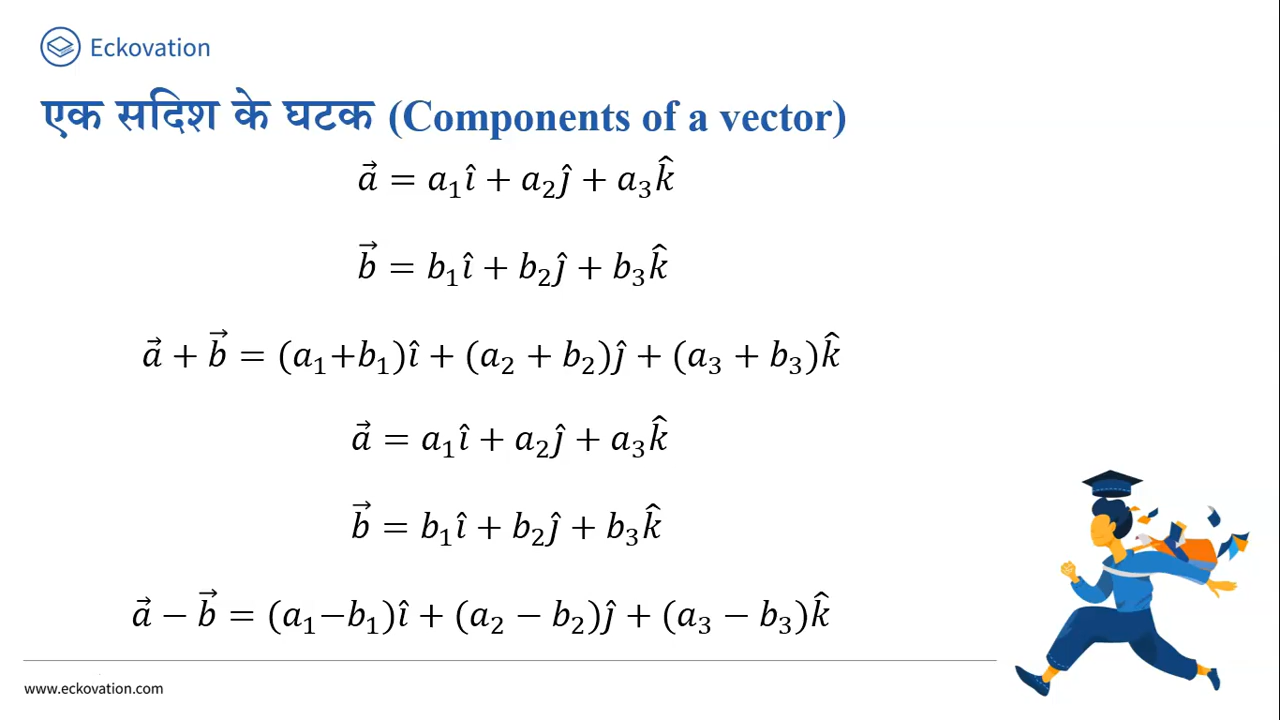 Eckovation
एक सदिश के घटक (Components of a vector)
a⃗ = a₁î + a₂ĵ + a₃k̂
b⃗ = b₁î + b₂ĵ + b₃k̂
a⃗ + b⃗ = (a₁+b₁)î + (a₂ + b₂)ĵ + (a₃ + b₃)k̂
a⃗ = a₁î + a₂ĵ + a₃k̂
b⃗ = b₁î + b₂ĵ + b₃k̂
a⃗ − b⃗ = (a₁−b₁)î + (a₂ − b₂)ĵ + (a₃ − b₃)k̂
www.eckovation.com